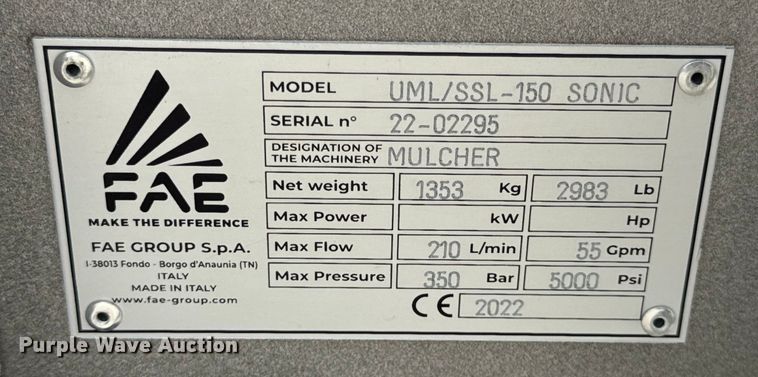 FAE
MAKE THE DIFFERENCE
FAE GROUP S.p.A.
I-38013 Fondo - Borgo d'Anaunia (TN)
ITALY
MADE IN ITALY
www.fae-group.com
MODEL UML/SSL-150 SONIC
SERIAL n° 22-02295
DESIGNATION OF
THE MACHINERY MULCHER
Net weight 1353 Kg 2983 Lb
Max Power kW Hp
Max Flow 210 L/min 55 Gpm
Max Pressure 350 Bar 5000 Psi
CE 2022
Purple Wave Auction